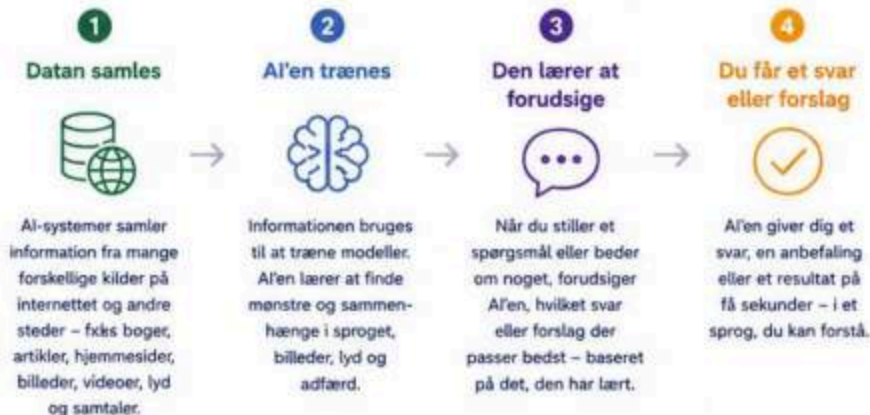 1
Datan samles
AI-systemer samler
information fra mange
forskellige kilder på
internettet og andre
steder – fxks boger,
artikler, hjemmesider,
billeder, videoer, lyd
og samtaler.
2
AI'en trænes
Informationen bruges
til at træne modeller.
AI'en lærer at finde
mønstre og sammen-
hænge i sproget,
billeder, lyd og
adfærd.
3
Den lærer at
forudsige
Når du stiller et
spørgsmål eller beder
om noget, forudsiger
AI'en, hvilket svar
eller forslag der
passer bedst – baseret
på det, den har lært.
4
Du får et svar
eller forslag
AI'en giver dig et
svar, en anbefaling
eller et resultat på
få sekunder – i et
sprog, du kan forstå.